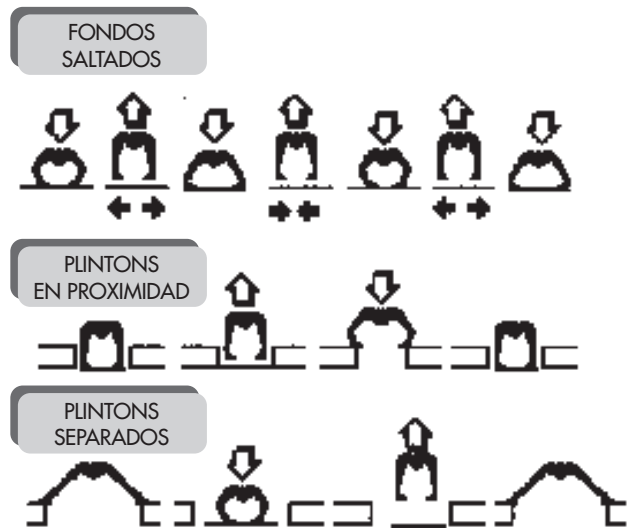 FONDOS
SALTADOS
PLINTONS
EN PROXIMIDAD
PLINTONS
SEPARADOS